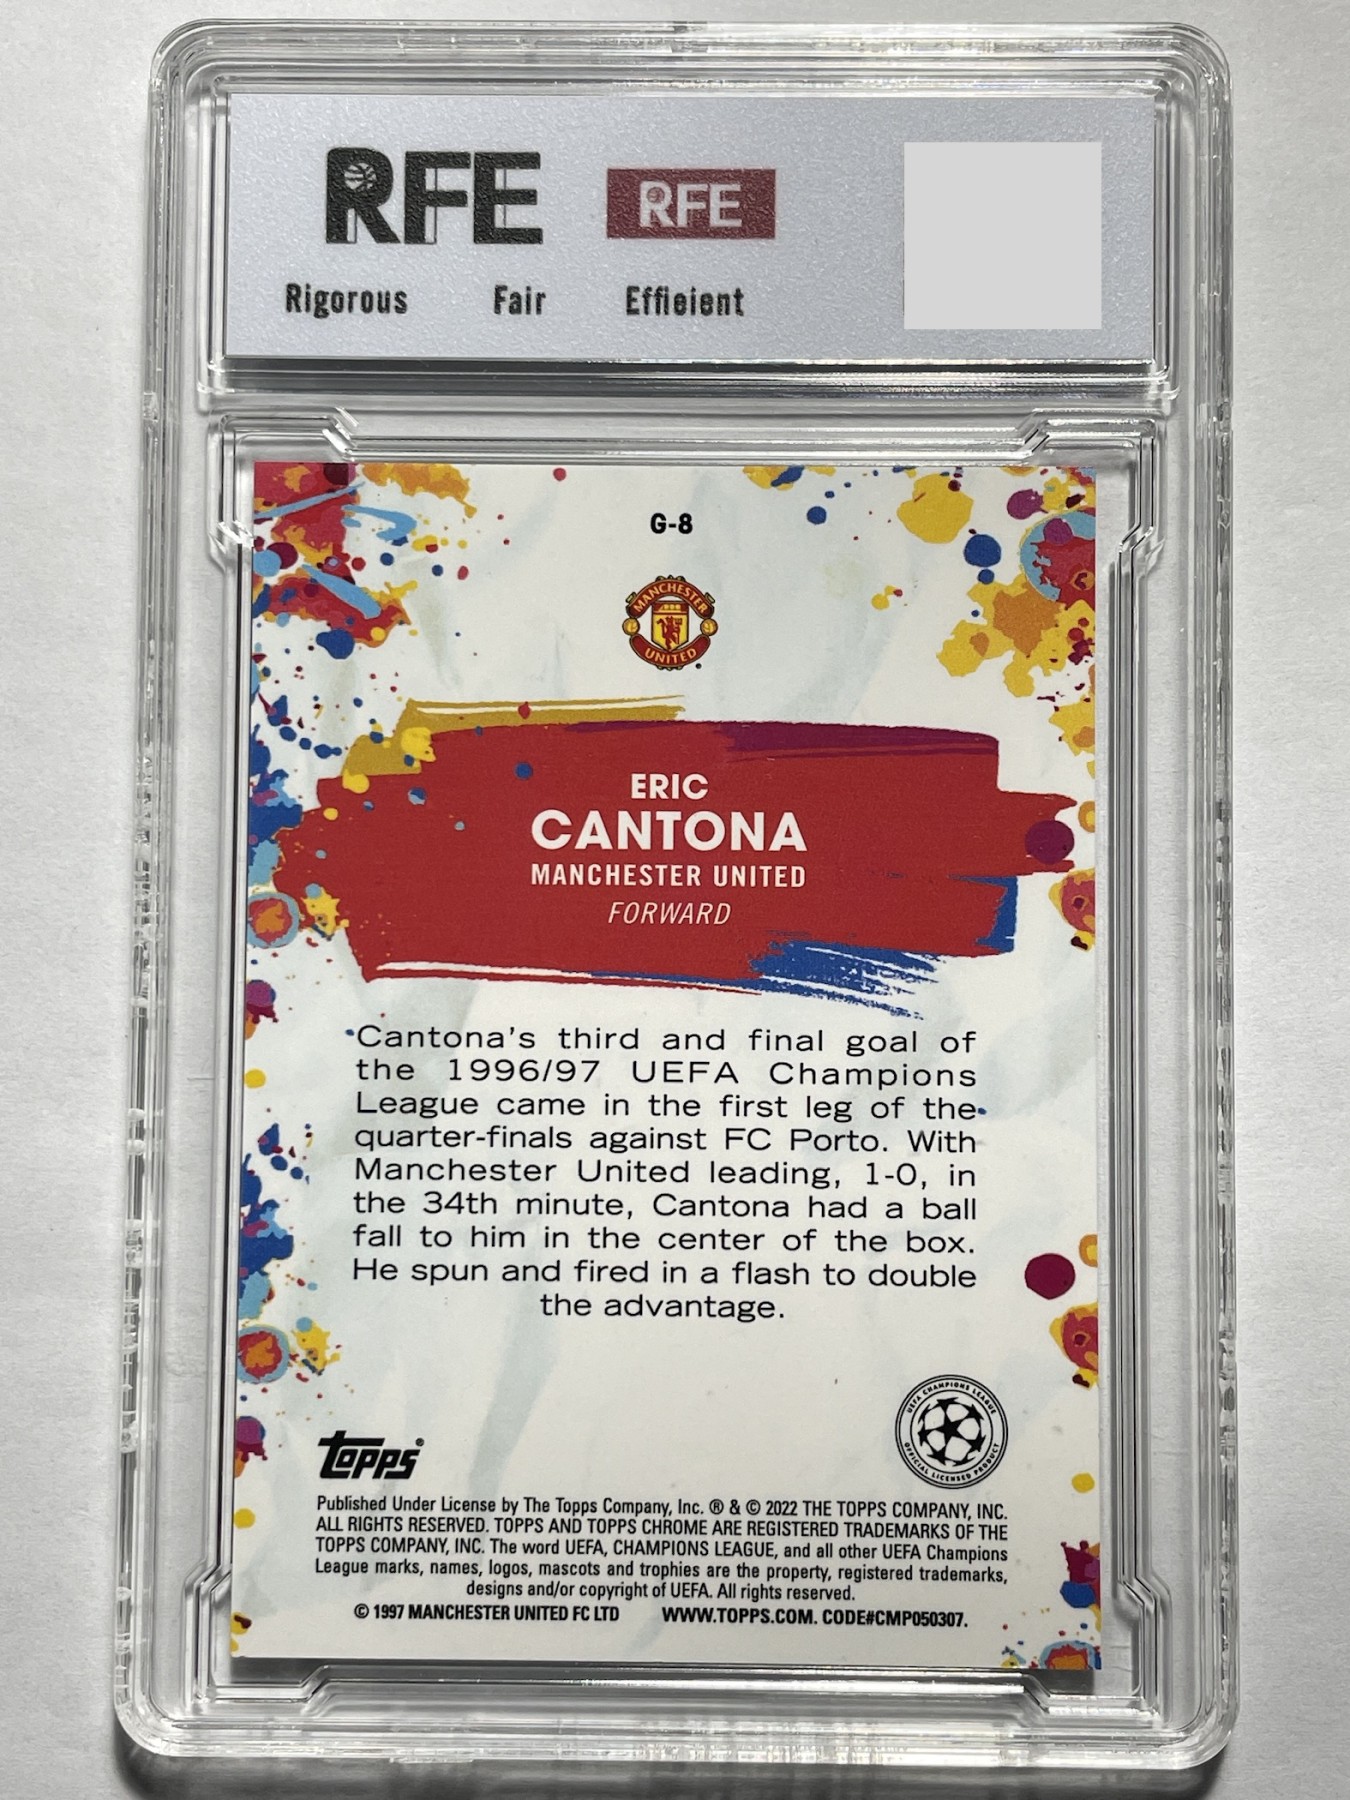 RFE
RFE
Rigorous Fair Effieient
G-8
MANCHESTER
UNITED
ERIC
CANTONA
MANCHESTER UNITED
FORWARD
Cantona's third and final goal of
the 1996/97 UEFA Champions
League came in the first leg of the
quarter-finals against FC Porto. With
Manchester United leading, 1-0, in
the 34th minute, Cantona had a ball
fall to him in the center of the box.
He spun and fired in a flash to double
the advantage.
UEFA CHAMPIONS LEAGUE
OFFICIAL LICENSED PRODUCT
Topps®
Published Under License by The Topps Company, Inc. ® & © 2022 THE TOPPS COMPANY, INC.
ALL RIGHTS RESERVED. TOPPS AND TOPPS CHROME ARE REGISTERED TRADEMARKS OF THE
TOPPS COMPANY, INC. The word UEFA, CHAMPIONS LEAGUE, and all other UEFA Champions
League marks, names, logos, mascots and trophies are the property, registered trademarks,
designs and/or copyright of UEFA. All rights reserved.
© 1997 MANCHESTER UNITED FC LTD WWW.TOPPS.COM. CODE#CMP050307.